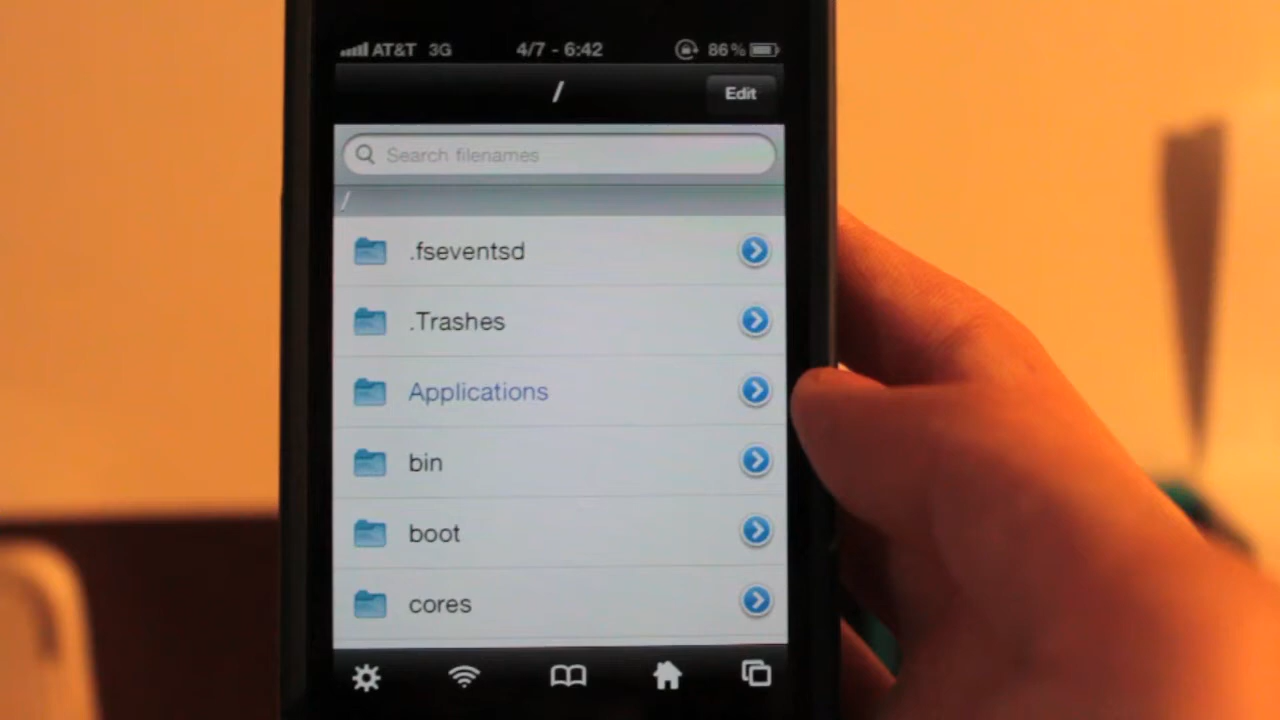 AT&T 3G 4/7 - 6:42 86%
/ Edit
Search filenames
/
.fseventsd
.Trashes
Applications
bin
boot
cores